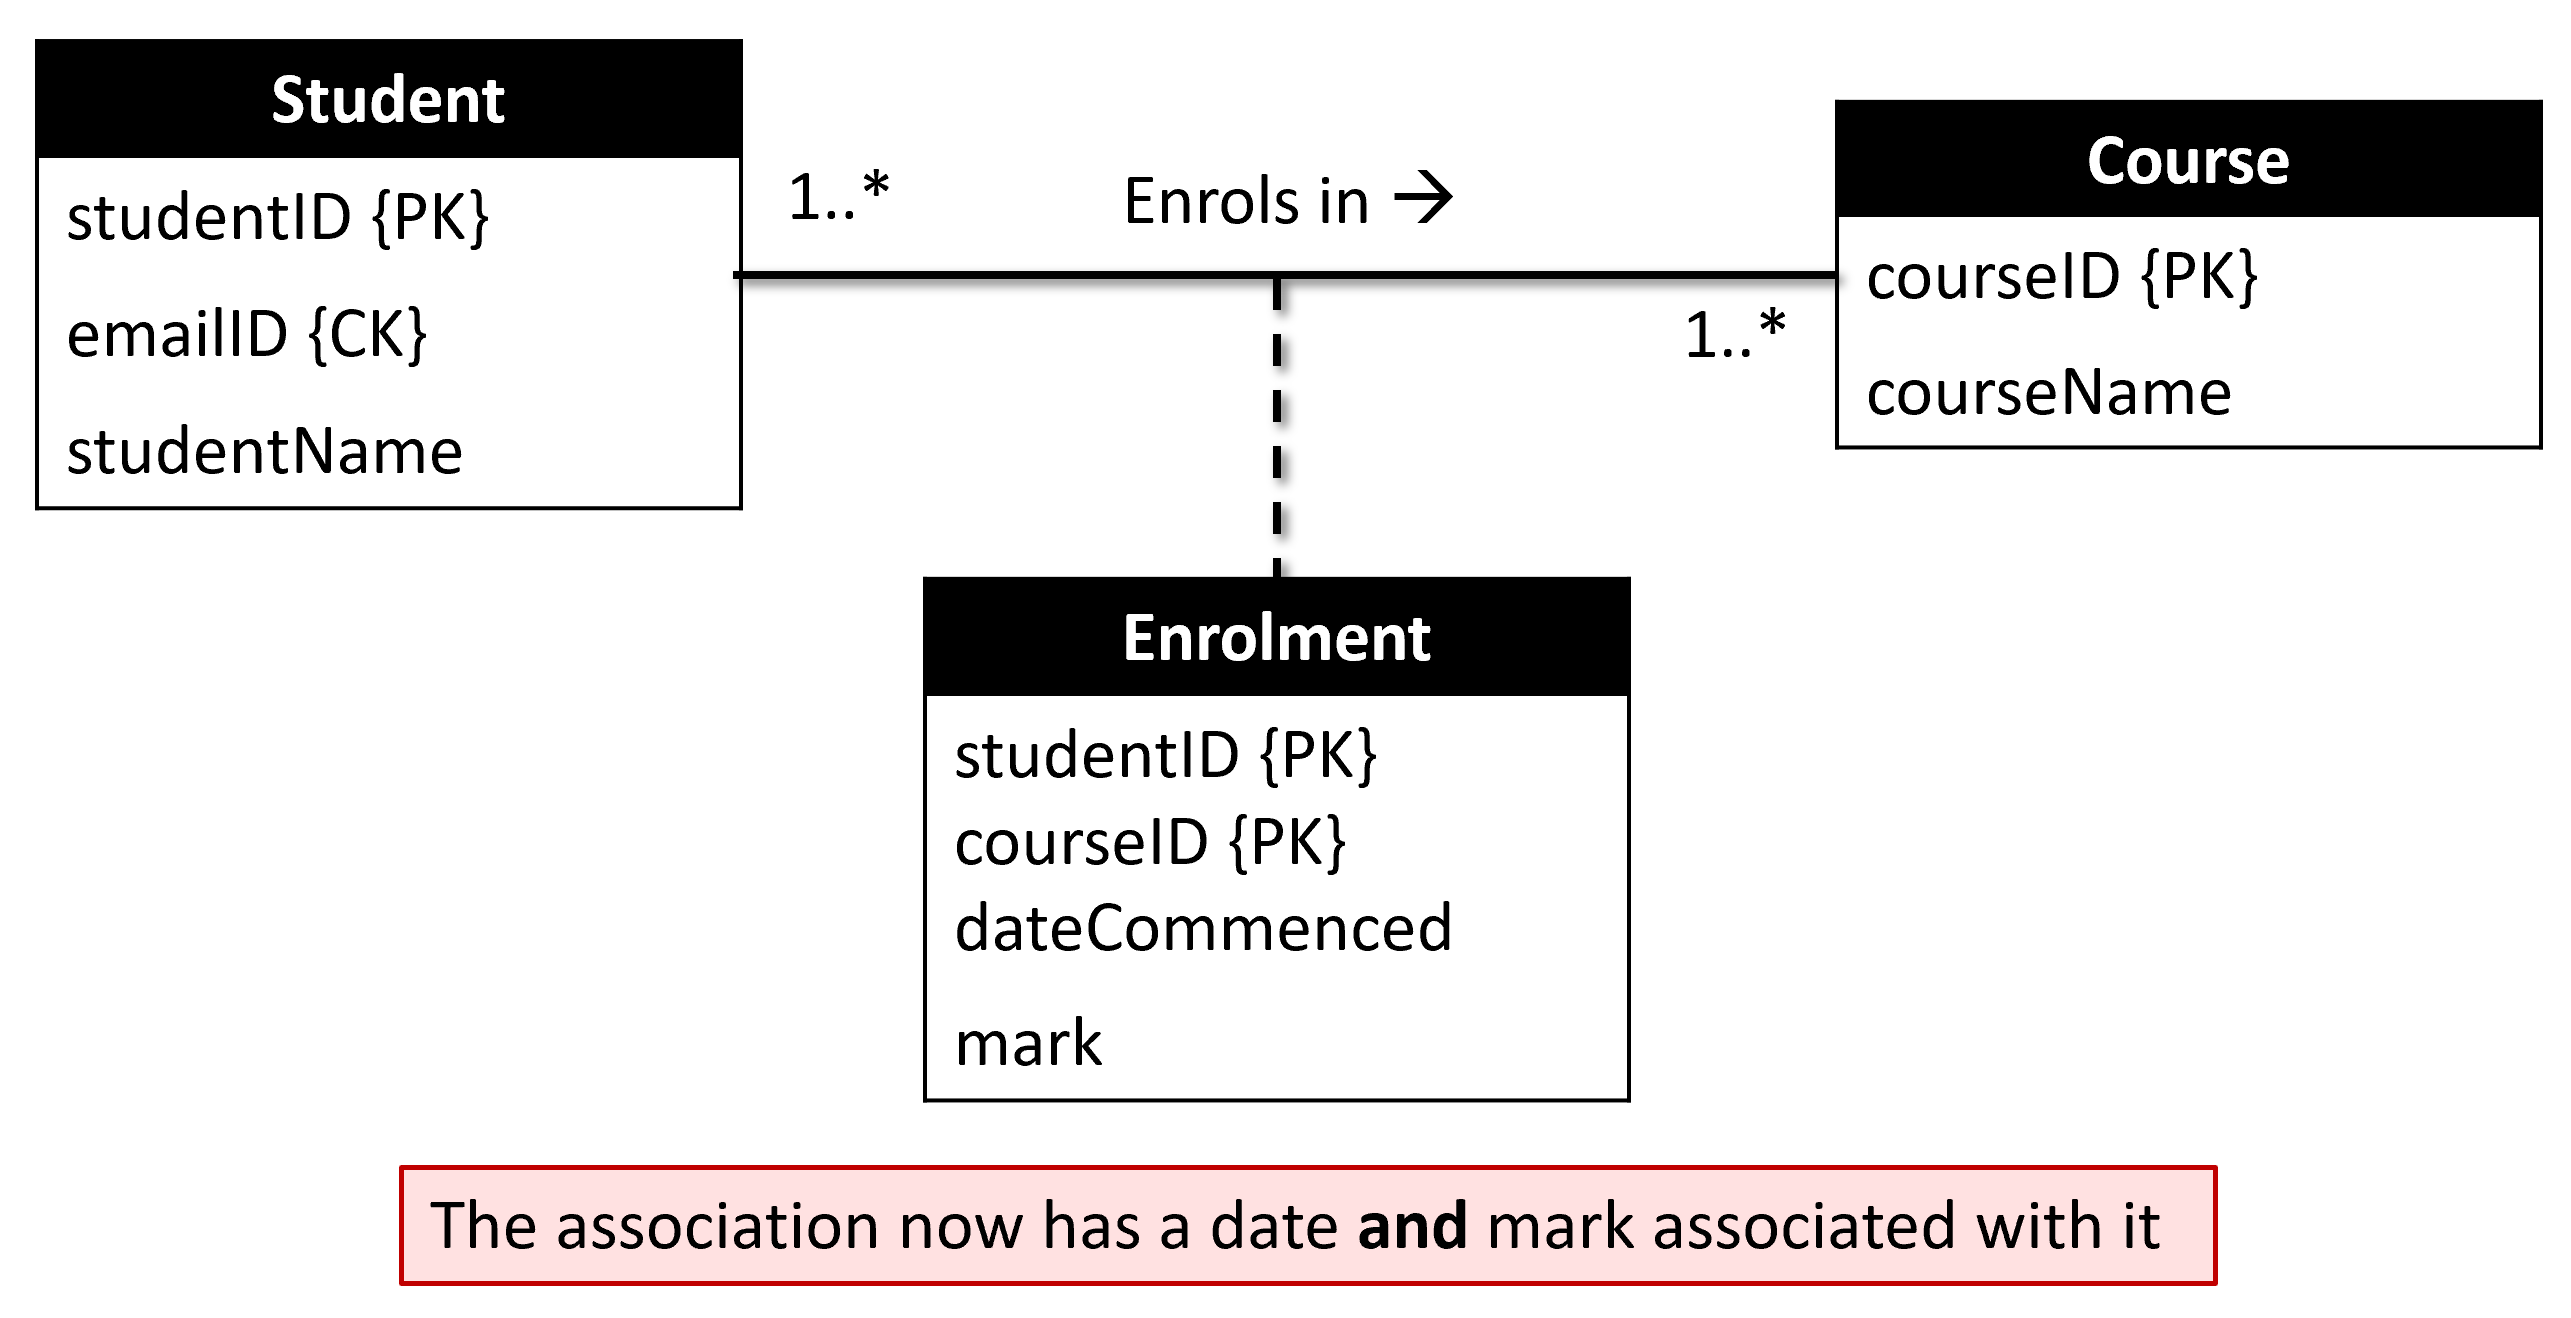 Student
studentID {PK}
emailID {CK}
studentName
1..*
Enrols in →
1..*
Course
courseID {PK}
courseName
Enrolment
studentID {PK}
courseID {PK}
dateCommenced
mark
The association now has a date and mark associated with it